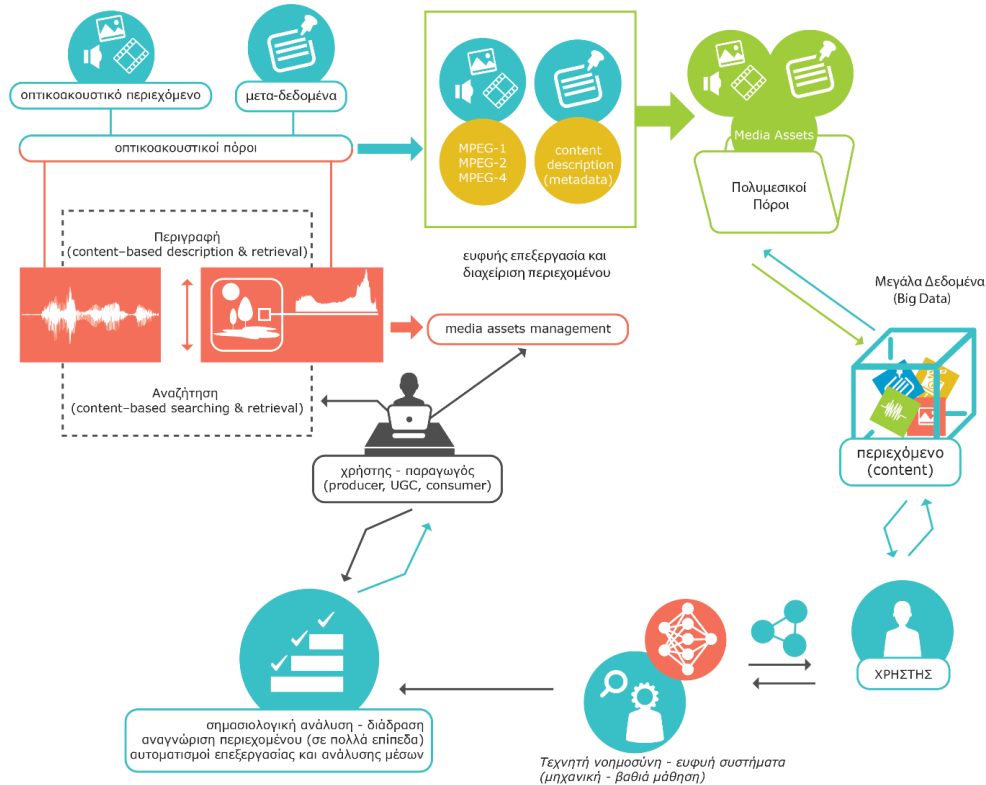 οπτικοακουστικό περιεχόμενο
μετα-δεδομένα
οπτικοακουστικοί πόροι
MPEG-1
MPEG-2
MPEG-4
content
description
(metadata)
Media Assets
Πολυμεσικοί
Πόροι
Περιγραφή
(content–based description & retrieval)
ευφυής επεξεργασία και
διαχείριση περιεχομένου
Μεγάλα Δεδομένα
(Big Data)
media assets management
Αναζήτηση
(content–based searching & retrieval)
περιεχόμενο
(content)
χρήστης - παραγωγός
(producer, UGC, consumer)
ΧΡΗΣΤΗΣ
σημασιολογική ανάλυση - διάδραση
αναγνώριση περιεχομένου (σε πολλά επίπεδα)
αυτοματισμοί επεξεργασίας και ανάλυσης μέσων
Τεχνητή νοημοσύνη - ευφυή συστήματα
(μηχανική - βαθιά μάθηση)